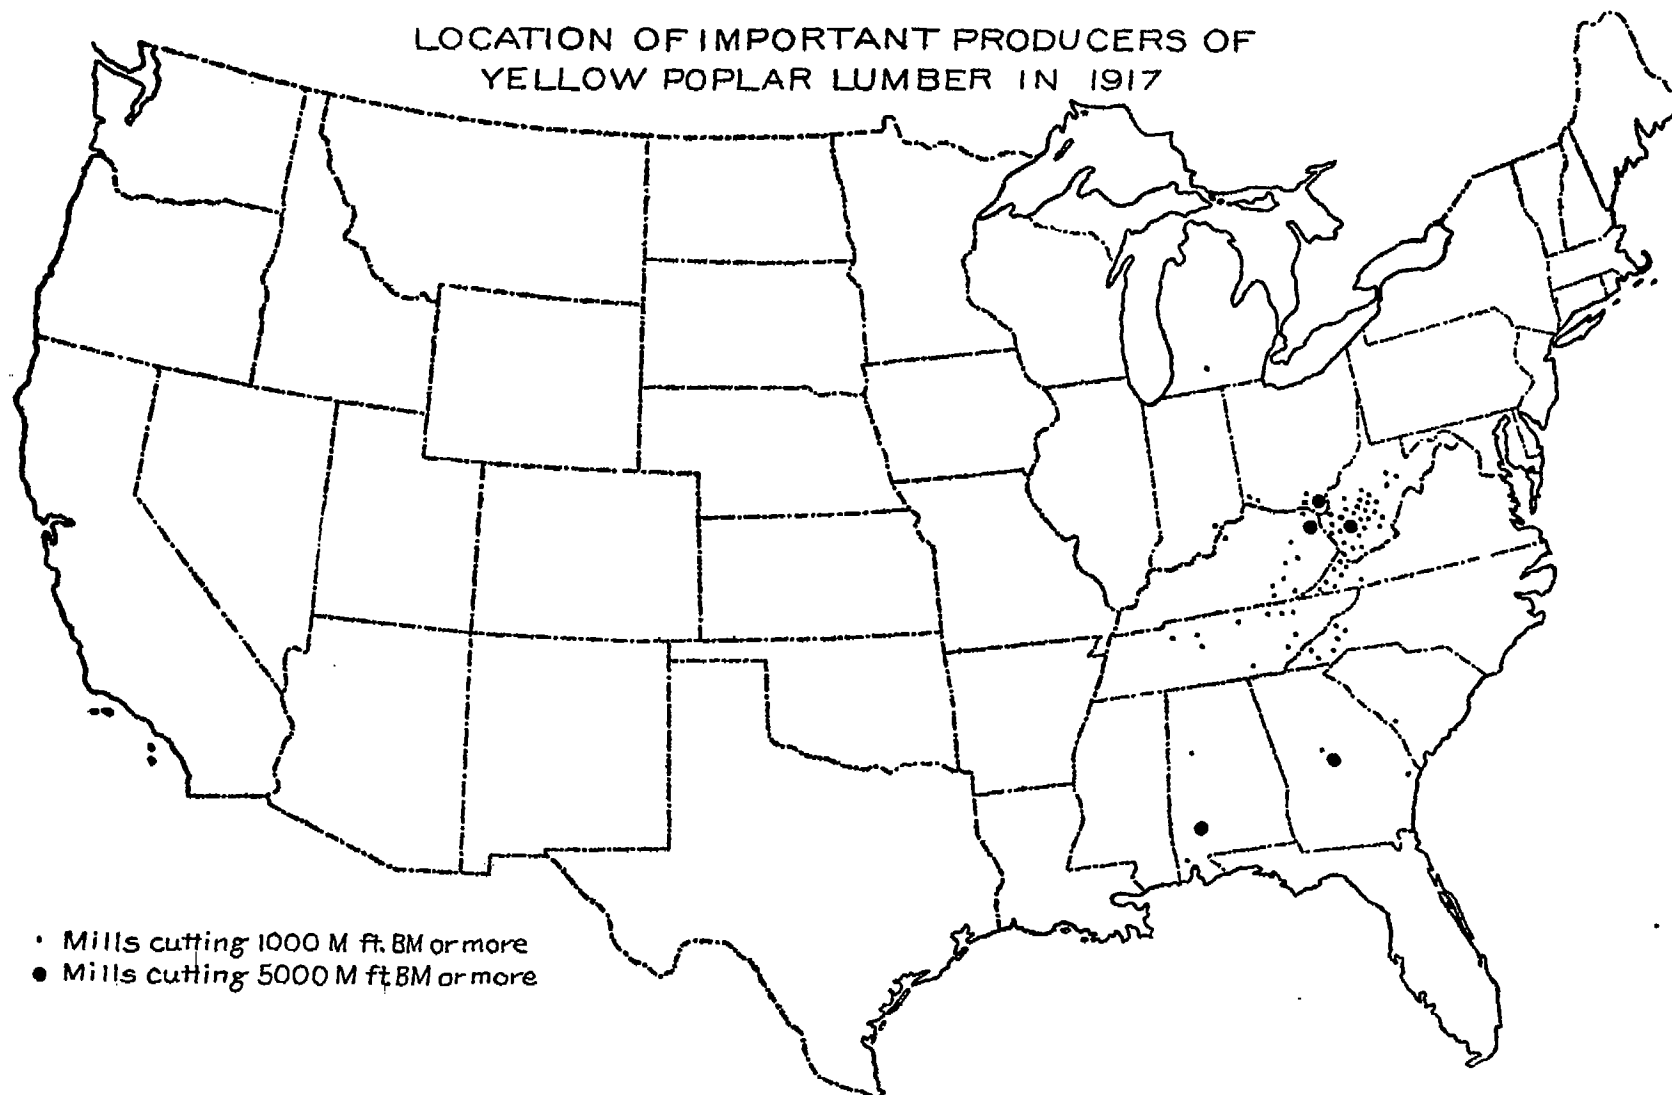 LOCATION OF IMPORTANT PRODUCERS OF
YELLOW POPLAR LUMBER IN 1917
Mills cutting 1000 M ft. BM or more
Mills cutting 5000 M ft BM or more